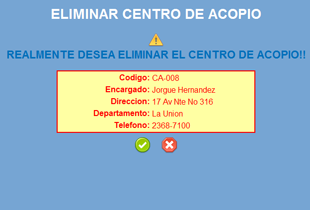 ELIMINAR CENTRO DE ACOPIO
REALMENTE DESEA ELIMINAR EL CENTRO DE ACOPIO!!
Codigo: CA-008
Encargado: Jorgue Hernandez
Direccion: 17 Av Nte No 316
Departamento: La Union
Telefono: 2368-7100